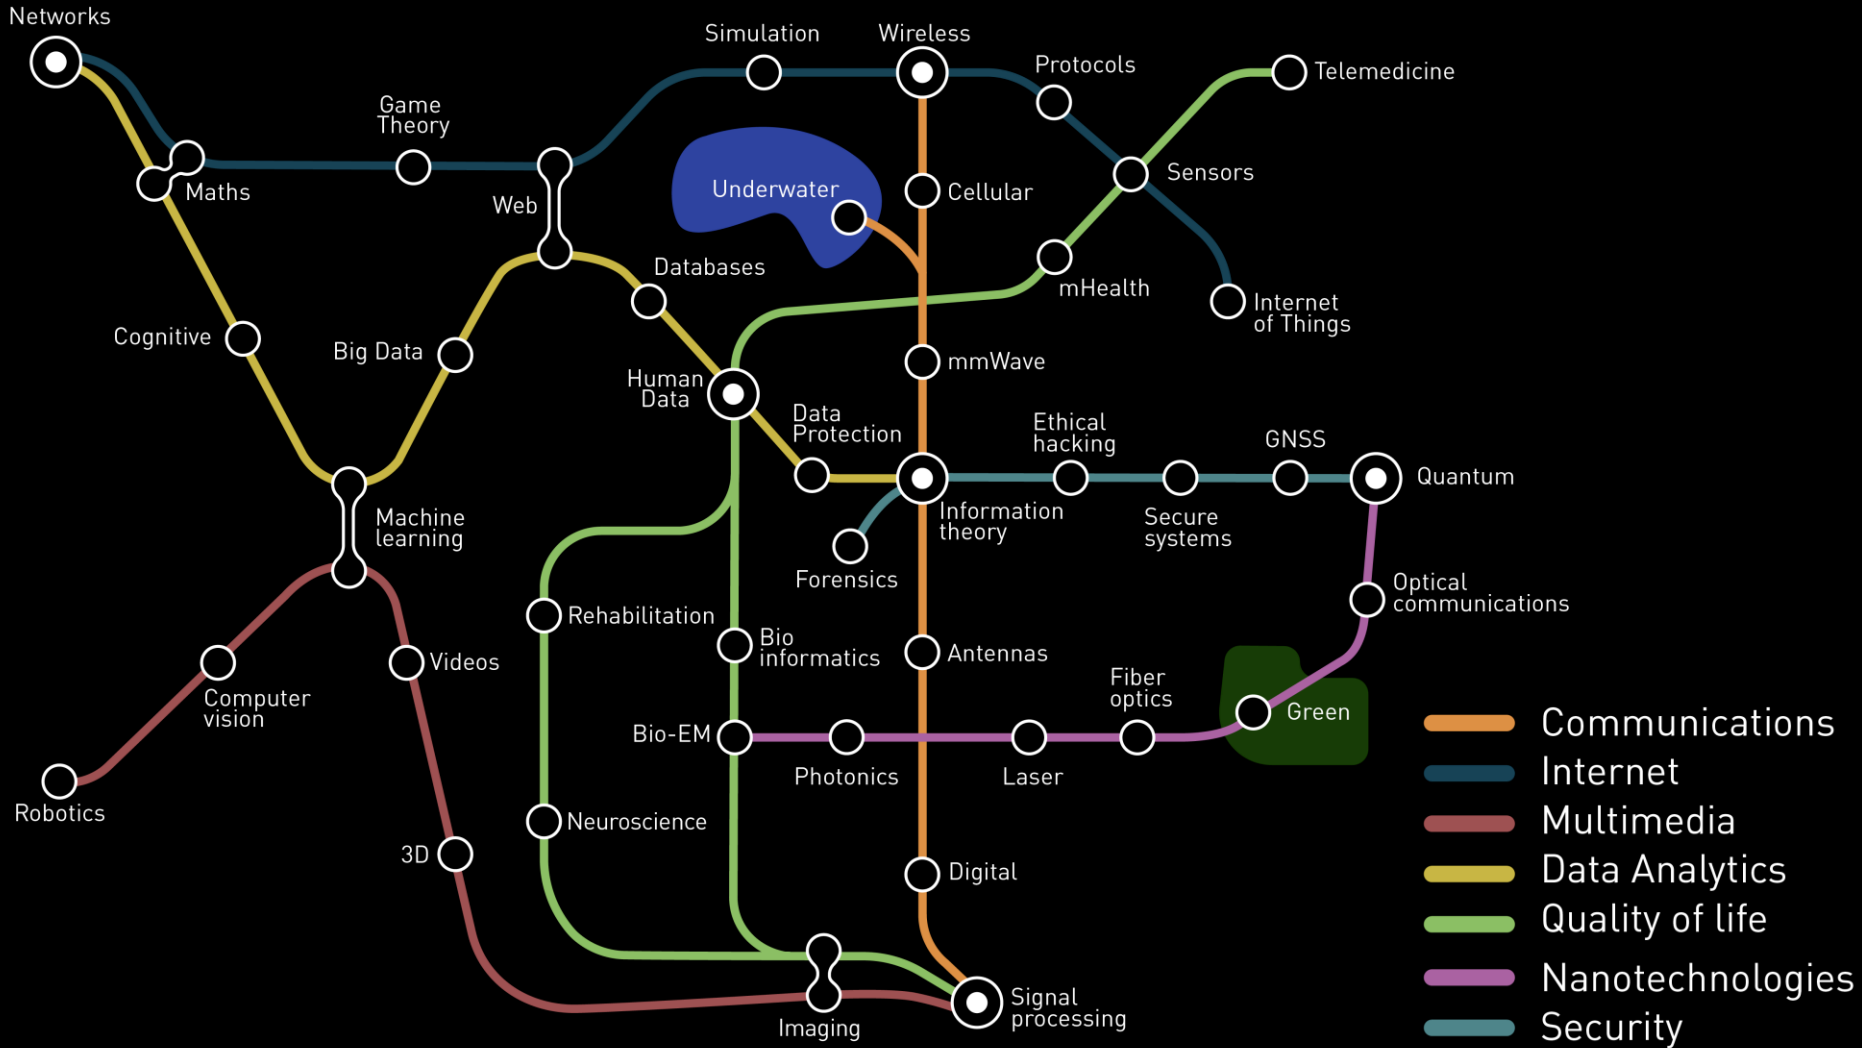 Networks
Simulation
Wireless
Protocols
Telemedicine
Game
Theory
Maths
Web
Underwater
Cellular
Sensors
Databases
mHealth
Internet
of Things
Cognitive
Big Data
Human
Data
mmWave
Data
Protection
Ethical
hacking
GNSS
Quantum
Machine
learning
Information
theory
Secure
systems
Forensics
Optical
communications
Rehabilitation
Bio
informatics
Antennas
Videos
Computer
vision
Fiber
optics
Green
Bio-EM
Photonics
Laser
Robotics
Neuroscience
3D
Digital
Imaging
Signal
processing
Communications
Internet
Multimedia
Data Analytics
Quality of life
Nanotechnologies
Security